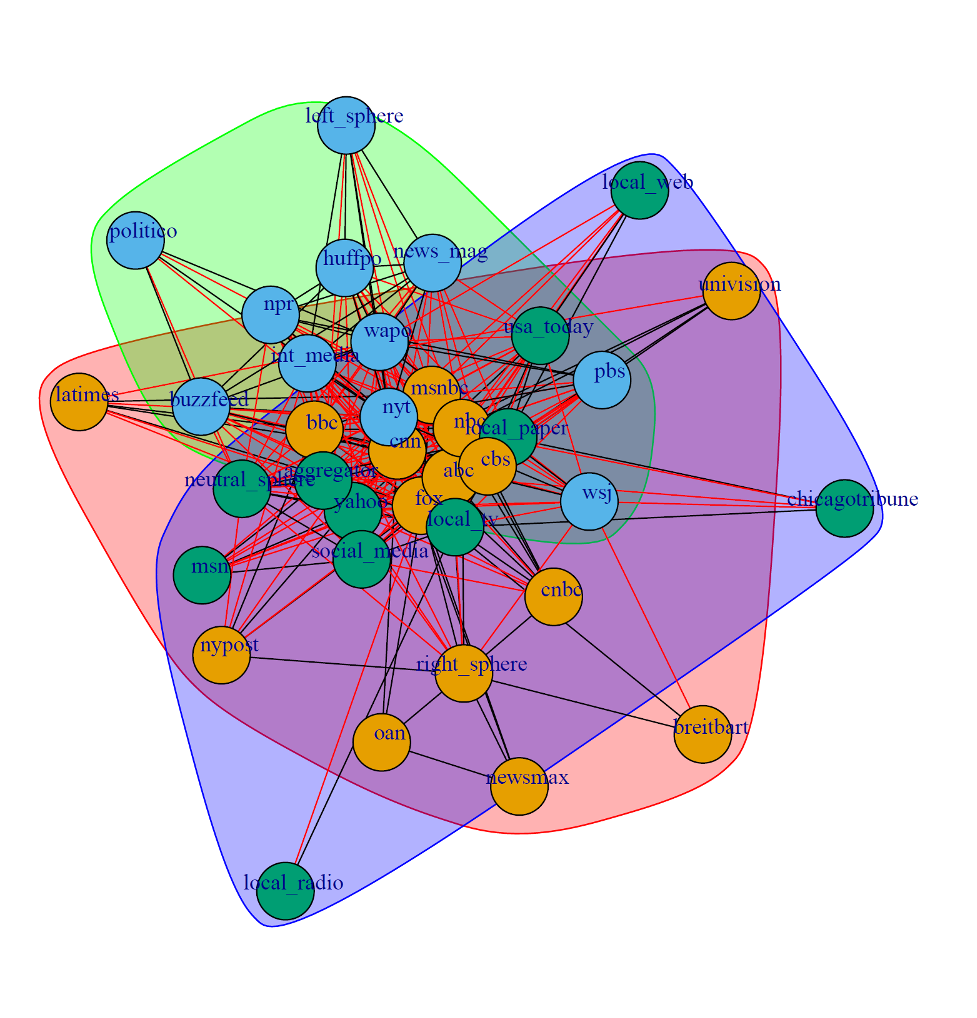 left_sphere
local_web
politico
news_mag
huffpo
univision
npr
usa_today
wapo
int_media
pbs
msnbc
latimes
buzzfeed
nyt
bbc
nbc
local_paper
cnn
cbs
aggregator
abc
neutral_sphere
wsj
fox
chicagotribune
yahoo
local_tv
social_media
msn
cnbc
nypost
right_sphere
breitbart
oan
newsmax
local_radio